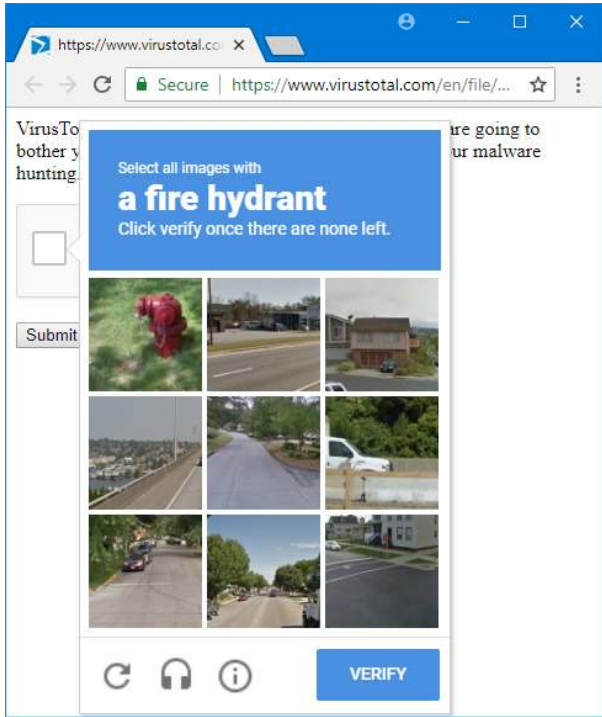 https://www.virustotal.co
Secure | https://www.virustotal.com/en/file/...
VirusTo
are going to
bother y
ur malware
hunting.
Select all images with
a fire hydrant
Click verify once there are none left.
Submit
VERIFY